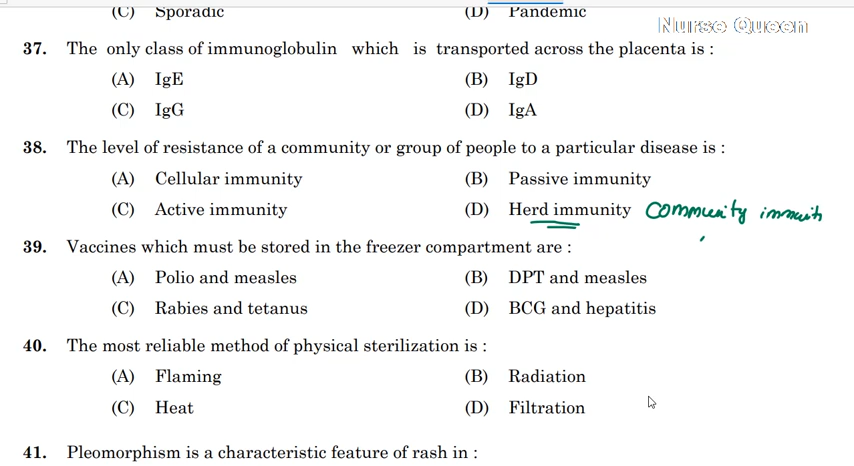 (C) Sporadic (D) Pandemic
Nurse Queen
37. The only class of immunoglobulin which is transported across the placenta is :
(A) IgE (B) IgD
(C) IgG (D) IgA
38. The level of resistance of a community or group of people to a particular disease is :
(A) Cellular immunity (B) Passive immunity
(C) Active immunity (D) Herd immunity Community
39. Vaccines which must be stored in the freezer compartment are :
(A) Polio and measles (B) DPT and measles
(C) Rabies and tetanus (D) BCG and hepatitis
40. The most reliable method of physical sterilization is :
(A) Flaming (B) Radiation
(C) Heat (D) Filtration
41. Pleomorphism is a characteristic feature of rash in :